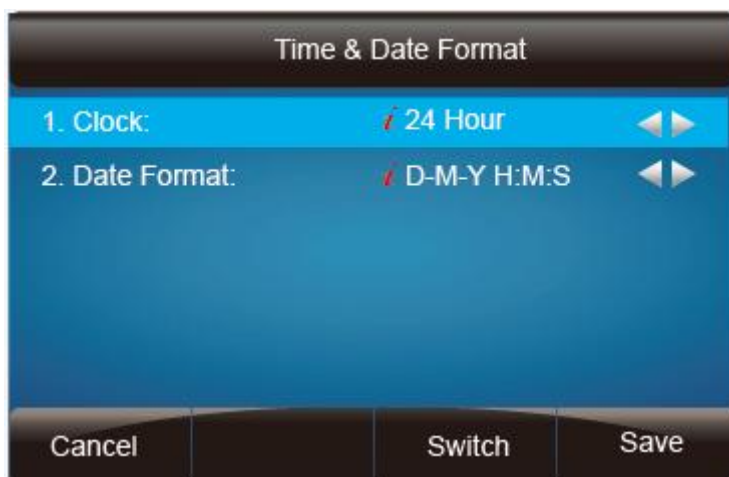 Time & Date Format
1. Clock: i 24 Hour
2. Date Format: i D-M-Y H:M:S
Cancel Switch Save